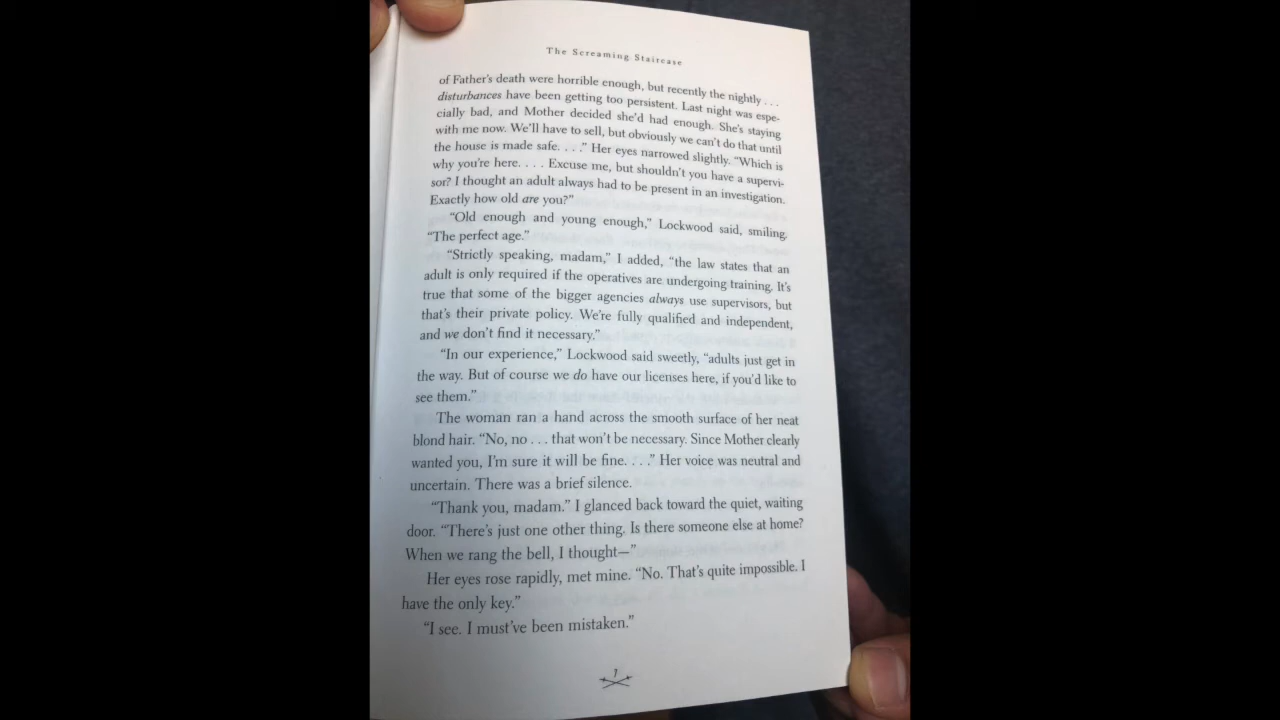 The Screaming Staircase
of Father's death were horrible enough, but recently the nightly . . .
disturbances have been getting too persistent. Last night was espe-
cially bad, and Mother decided she'd had enough. She's staying
with me now. We'll have to sell, but obviously we can't do that until
the house is made safe. . . ." Her eyes narrowed slightly. "Which is
why you're here. . . . Excuse me, but shouldn't you have a supervi-
sor? I thought an adult always had to be present in an investigation.
Exactly how old are you?"
"Old enough and young enough," Lockwood said, smiling.
"The perfect age."
"Strictly speaking, madam," I added, "the law states that an
adult is only required if the operatives are undergoing training. It's
true that some of the bigger agencies always use supervisors, but
that's their private policy. We're fully qualified and independent,
and we don't find it necessary."
"In our experience," Lockwood said sweetly, "adults just get in
the way. But of course we do have our licenses here, if you'd like to
see them."
The woman ran a hand across the smooth surface of her neat
blond hair. "No, no . . . that won't be necessary. Since Mother clearly
wanted you, I'm sure it will be fine. . . ." Her voice was neutral and
uncertain. There was a brief silence.
"Thank you, madam." I glanced back toward the quiet, waiting
door. "There's just one other thing. Is there someone else at home?
When we rang the bell, I thought—"
Her eyes rose rapidly, met mine. "No. That's quite impossible. I
have the only key."
"I see. I must've been mistaken."
7